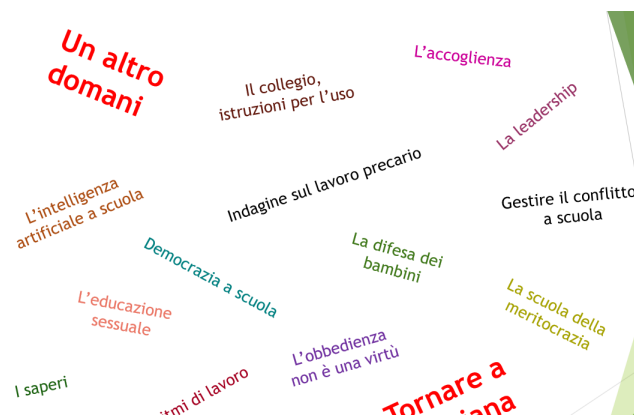 Un altro
domani
L'accoglienza
Il collegio,
istruzioni per l'uso
La leadership
Indagine sul lavoro precario
L'intelligenza
artificiale a scuola
Gestire il conflitto
a scuola
Democrazia a scuola
La difesa dei
bambini
L'educazione
sessuale
La scuola della
meritocrazia
L'obbedienza
non è una virtù
I saperi
di lavoro
Tornare a